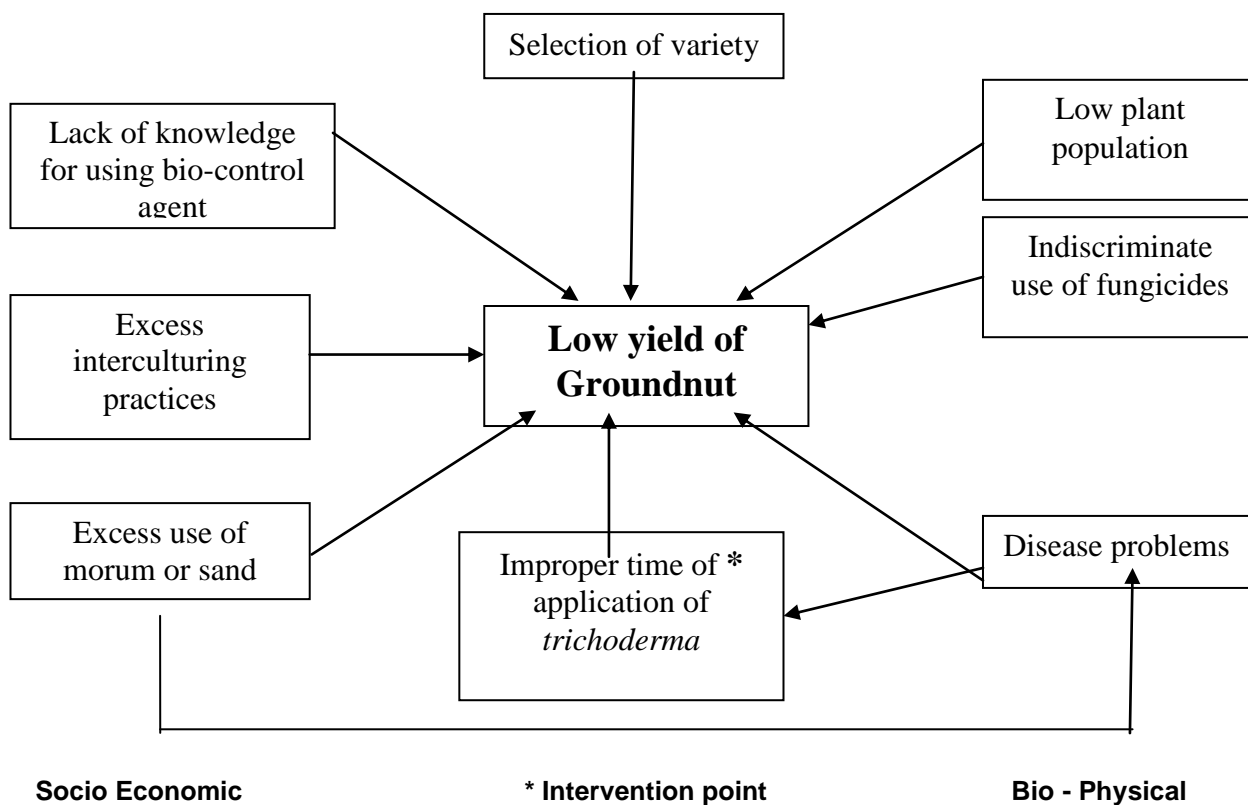 Selection of variety
Lack of knowledge
for using bio-control
agent
Low plant
population
Indiscriminate
use of fungicides
Excess
interculturing
practices
Low yield of
Groundnut
Excess use of
morum or sand
Improper time of *
application of
trichoderma
Disease problems
Socio Economic
* Intervention point
Bio - Physical